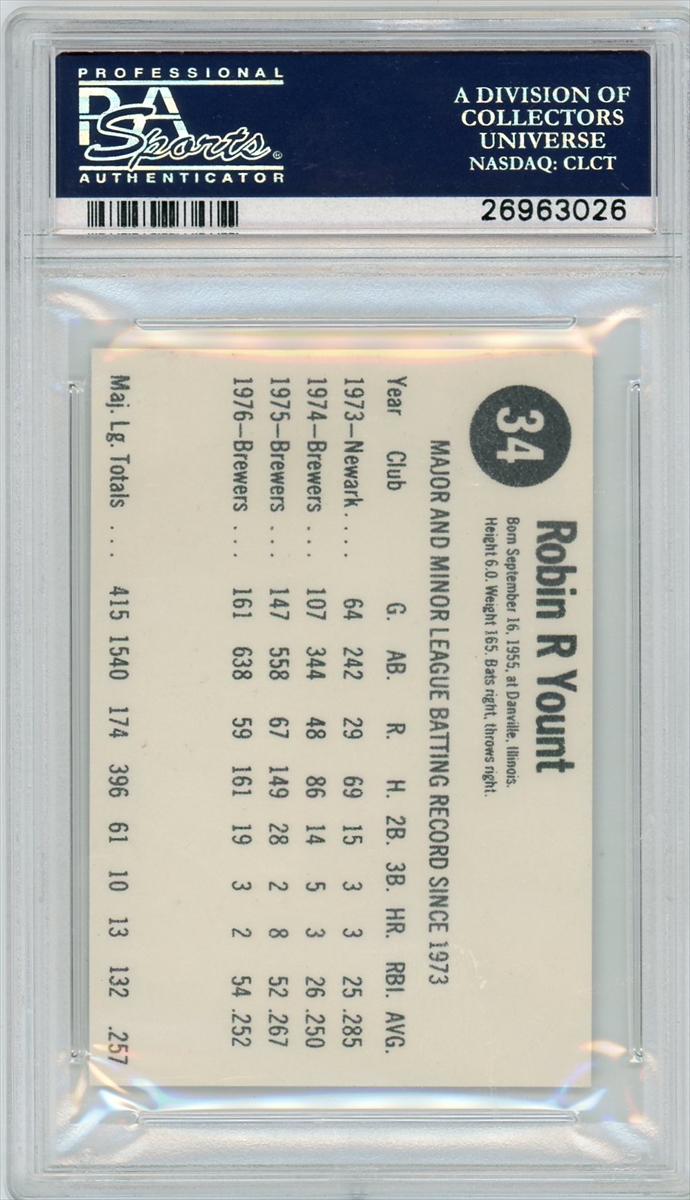 PROFESSIONAL
PSA
Sports®
AUTHENTICATOR
A DIVISION OF
COLLECTORS
UNIVERSE
NASDAQ: CLCT
26963026
34
Robin R Yount
Born September 16, 1955, at Danville, Illinois.
Height 6.0. Weight 165. Bats right, throws right.
MAJOR AND MINOR LEAGUE BATTING RECORD SINCE 1973
Year Club G. AB. R. H. 2B. 3B. HR. RBI. AVG.
1973—Newark.... 64 242 29 69 15 3 3 25 .285
1974—Brewers ... 107 344 48 86 14 5 3 26 .250
1975—Brewers ... 147 558 67 149 28 2 8 52 .267
1976—Brewers ... 161 638 59 161 19 3 2 54 .252
Maj. Lg. Totals ... 415 1540 174 396 61 10 13 132 .257